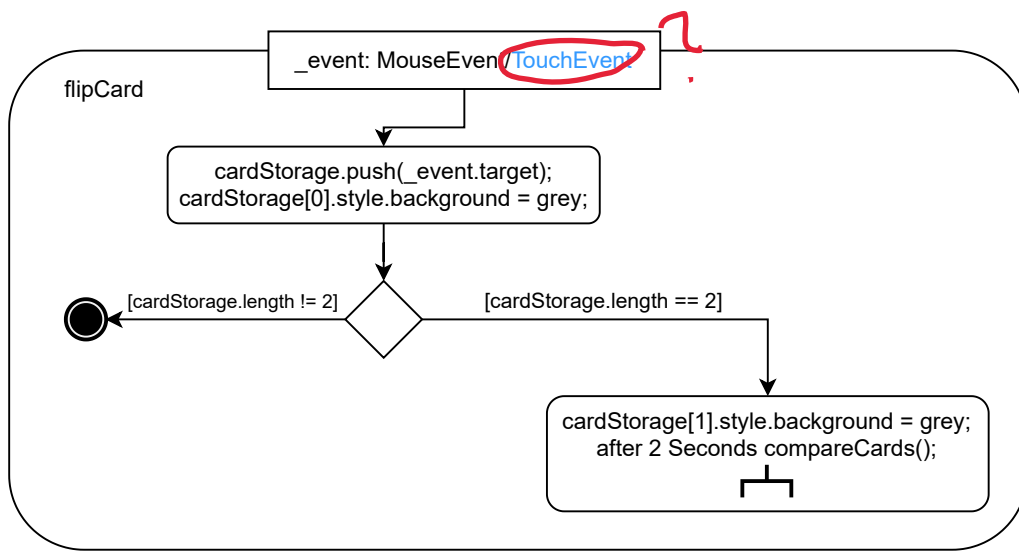 _event: MouseEvent/TouchEvent
flipCard
cardStorage.push(_event.target);
cardStorage[0].style.background = grey;
[cardStorage.length != 2]
[cardStorage.length == 2]
cardStorage[1].style.background = grey;
after 2 Seconds compareCards();
?